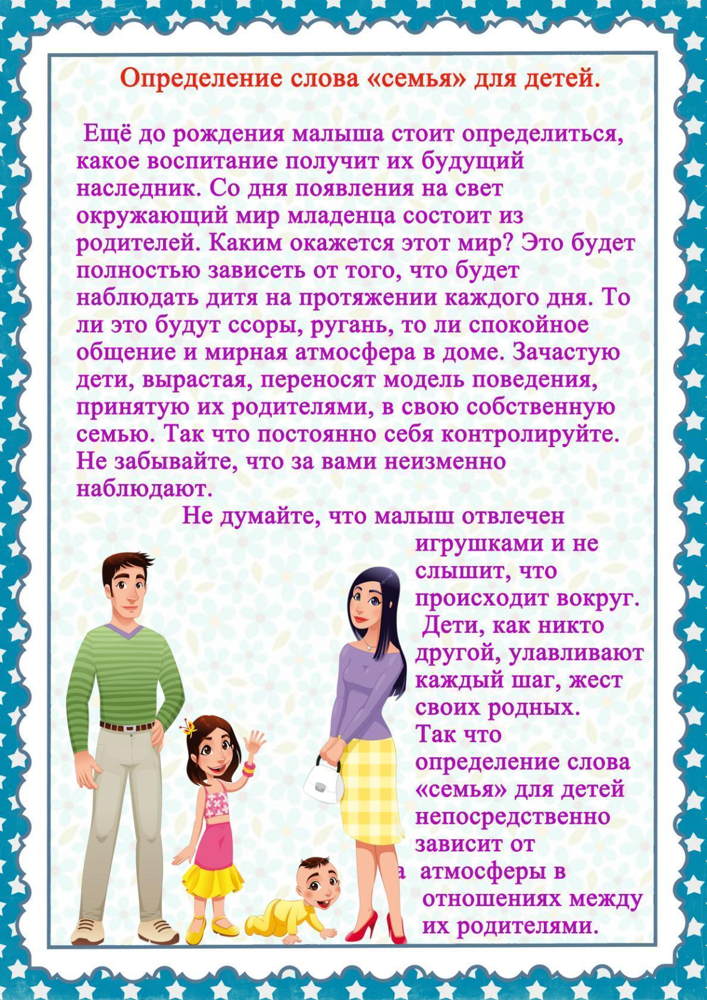 Определение слова «семья» для детей.
Ещё до рождения малыша стоит определиться,
какое воспитание получит их будущий
наследник. Со дня появления на свет
окружающий мир младенца состоит из
родителей. Каким окажется этот мир? Это будет
полностью зависеть от того, что будет
наблюдать дитя на протяжении каждого дня. То
ли это будут ссоры, ругань, то ли спокойное
общение и мирная атмосфера в доме. Зачастую
дети, вырастая, переносят модель поведения,
принятую их родителями, в свою собственную
семью. Так что постоянно себя контролируйте.
Не забывайте, что за вами неизменно
наблюдают.
Не думайте, что малыш отвлечен
игрушками и не
слышит, что
происходит вокруг.
Дети, как никто
другой, улавливают
каждый шаг, жест
своих родных.
Так что
определение слова
«семья» для детей
непосредственно
зависит от
а атмосферы в
отношениях между
их родителями.